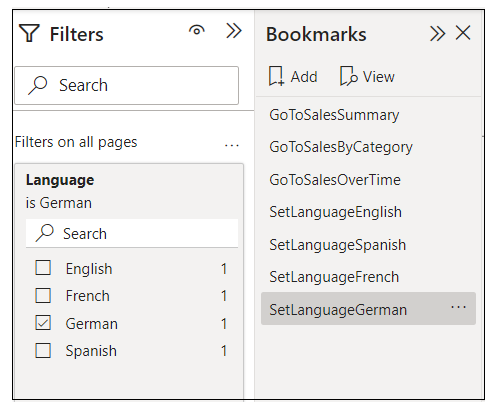 Filters
Search
Filters on all pages
...
Language
is German
Search
English 1
French 1
German 1
Spanish 1
Bookmarks
Add View
GoToSalesSummary
GoToSalesByCategory
GoToSalesOverTime
SetLanguageEnglish
SetLanguageSpanish
SetLanguageFrench
SetLanguageGerman ...